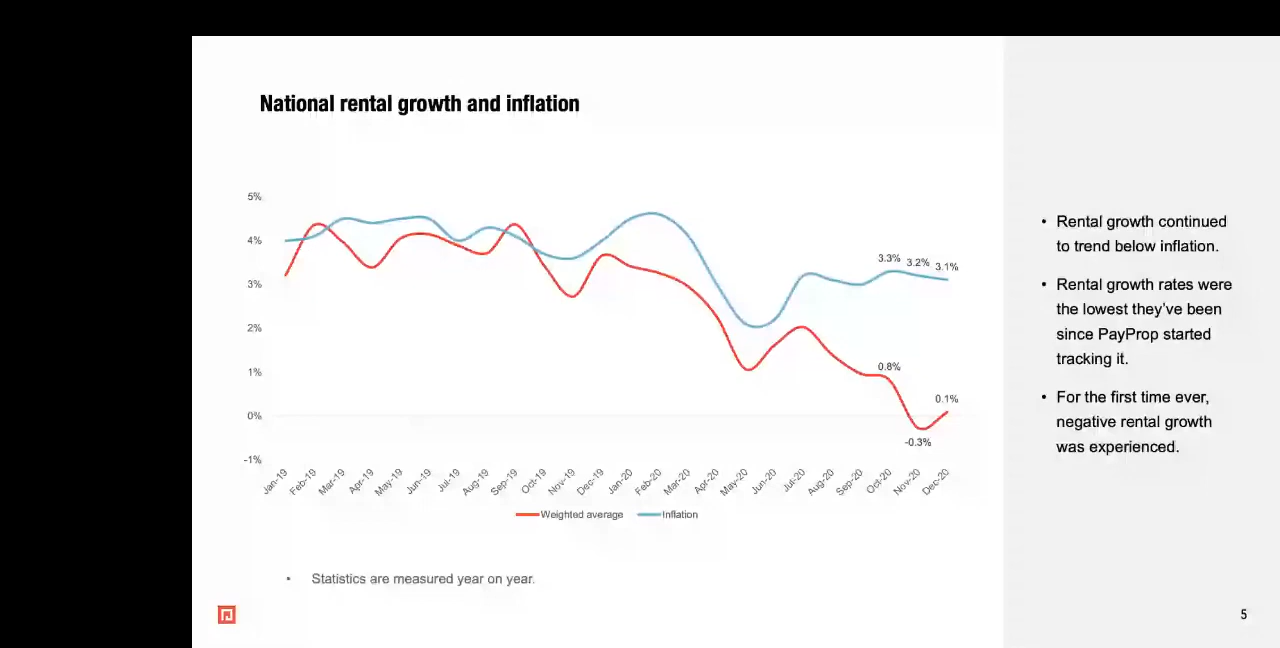 National rental growth and inflation
5%
4%
3%
2%
1%
0%
-1%
3.3% 3.2% 3.1%
0.8%
0.1%
-0.3%
Jan-19 Feb-19 Mar-19 Apr-19 May-19 Jun-19 Jul-19 Aug-19 Sep-19 Oct-19 Nov-19 Dec-19 Jan-20 Feb-20 Mar-20 Apr-20 May-20 Jun-20 Jul-20 Aug-20 Sep-20 Oct-20 Nov-20 Dec-20
Weighted average Inflation
• Statistics are measured year on year.
• Rental growth continued
to trend below inflation.
• Rental growth rates were
the lowest they've been
since PayProp started
tracking it.
• For the first time ever,
negative rental growth
was experienced.
5